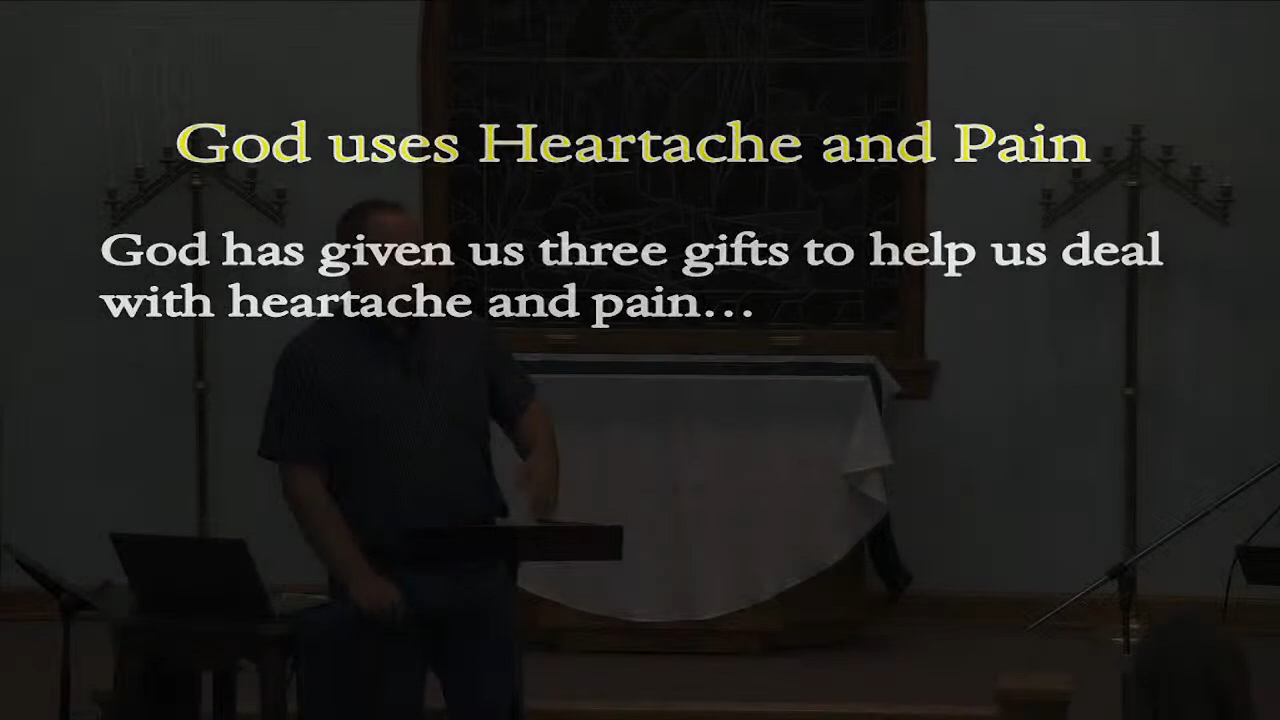 God uses Heartache and Pain
God has given us three gifts to help us deal
with heartache and pain…